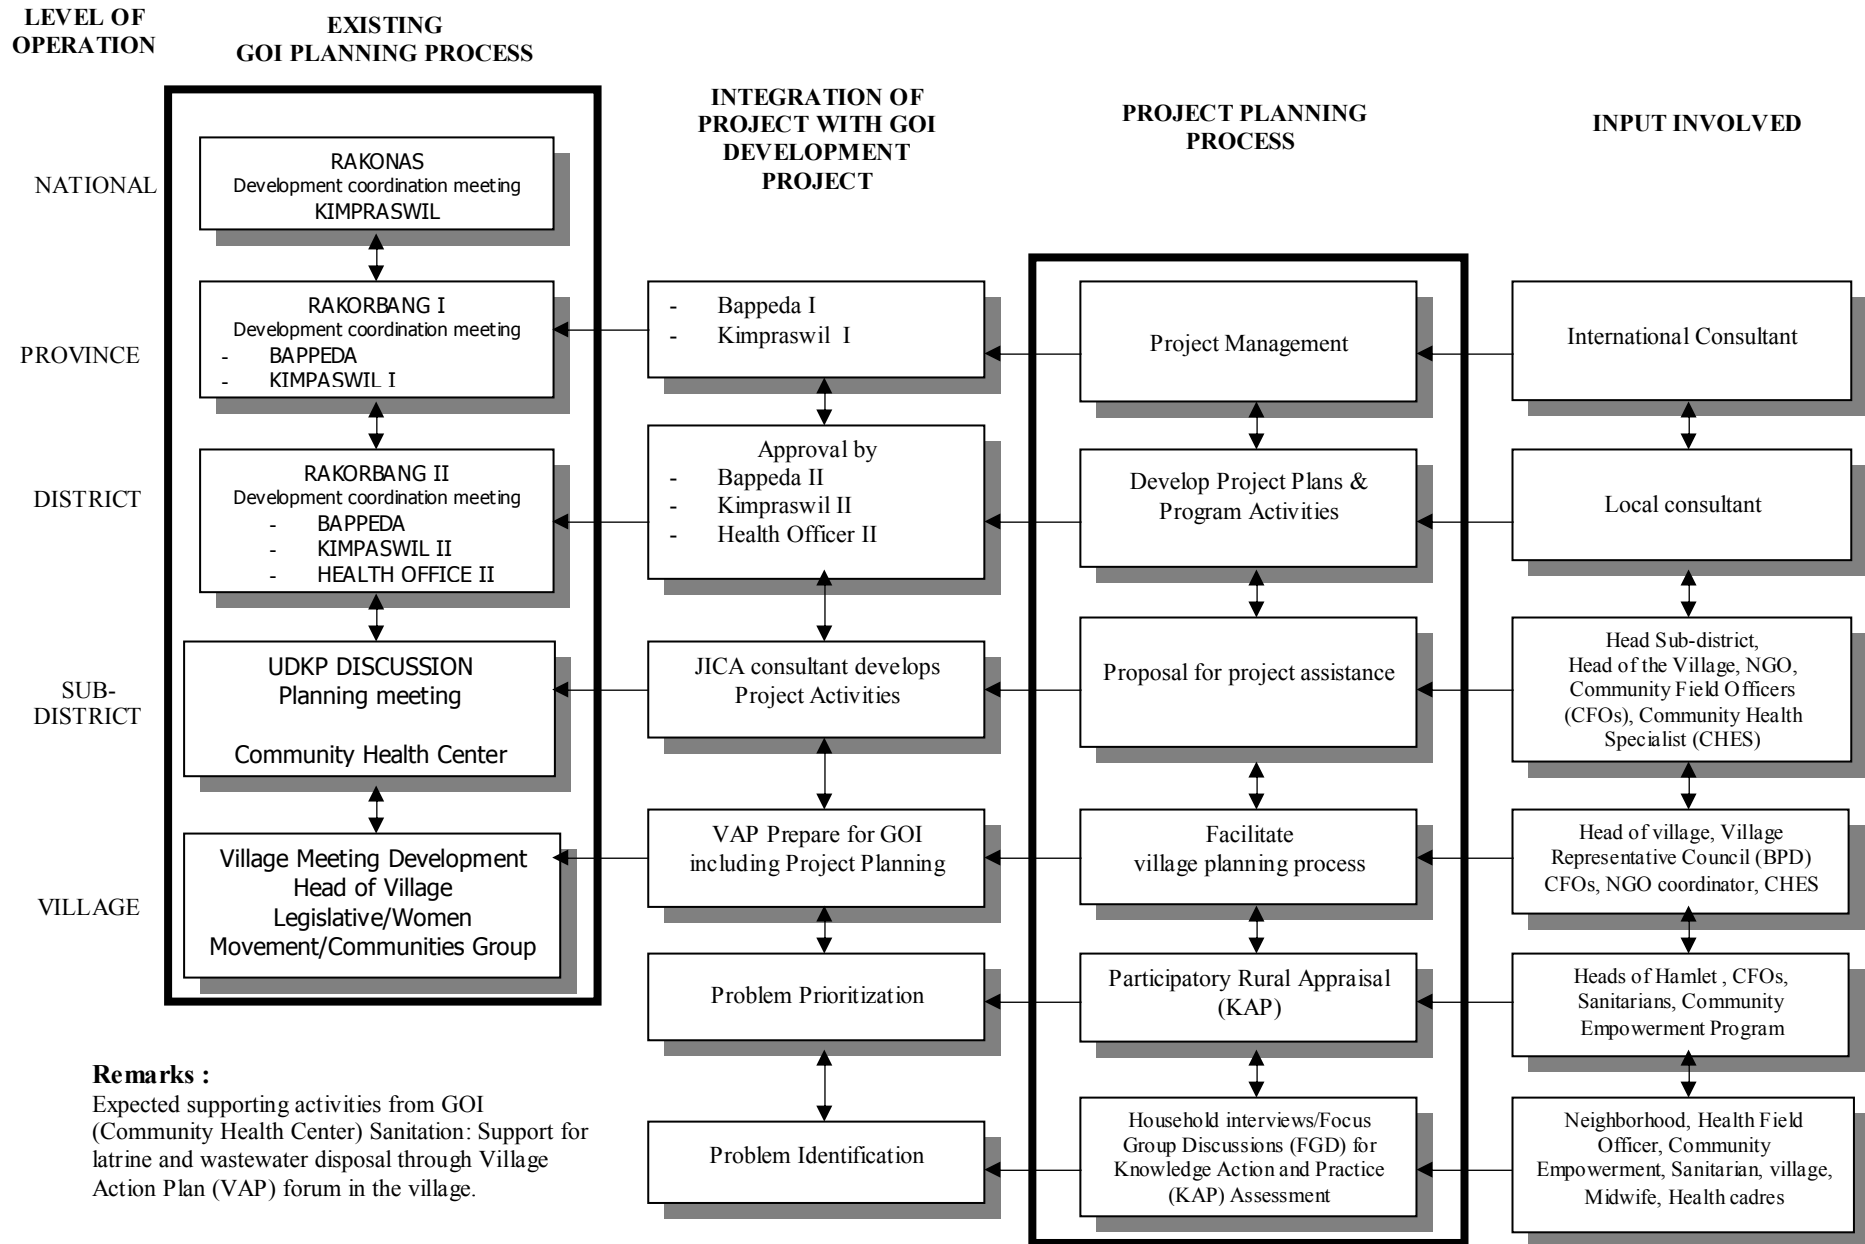 LEVEL OF
OPERATION
EXISTING
GOI PLANNING PROCESS
INTEGRATION OF
PROJECT WITH GOI
DEVELOPMENT
PROJECT
PROJECT PLANNING
PROCESS
INPUT INVOLVED
NATIONAL
RAKONAS
Development coordination meeting
KIMPRASWIL
PROVINCE
RAKORBANG I
Development coordination meeting
- BAPPEDA
- KIMPASWIL I
- Bappeda I
- Kimpraswil I
Project Management
International Consultant
DISTRICT
RAKORBANG II
Development coordination meeting
- BAPPEDA
- KIMPASWIL II
- HEALTH OFFICE II
Approval by
- Bappeda II
- Kimpraswil II
- Health Officer II
Develop Project Plans &
Program Activities
Local consultant
SUB-
DISTRICT
UDKP DISCUSSION
Planning meeting
Community Health Center
JICA consultant develops
Project Activities
Proposal for project assistance
Head Sub-district,
Head of the Village, NGO,
Community Field Officers
(CFOs), Community Health
Specialist (CHES)
VILLAGE
Village Meeting Development
Head of Village
Legislative/Women
Movement/Communities Group
VAP Prepare for GOI
including Project Planning
Facilitate
village planning process
Head of village, Village
Representative Council (BPD)
CFOs, NGO coordinator, CHES
Problem Prioritization
Participatory Rural Appraisal
(KAP)
Heads of Hamlet , CFOs,
Sanitarians, Community
Empowerment Program
Problem Identification
Household interviews/Focus
Group Discussions (FGD) for
Knowledge Action and Practice
(KAP) Assessment
Neighborhood, Health Field
Officer, Community
Empowerment, Sanitarian, village,
Midwife, Health cadres
Remarks :
Expected supporting activities from GOI
(Community Health Center) Sanitation: Support for
latrine and wastewater disposal through Village
Action Plan (VAP) forum in the village.